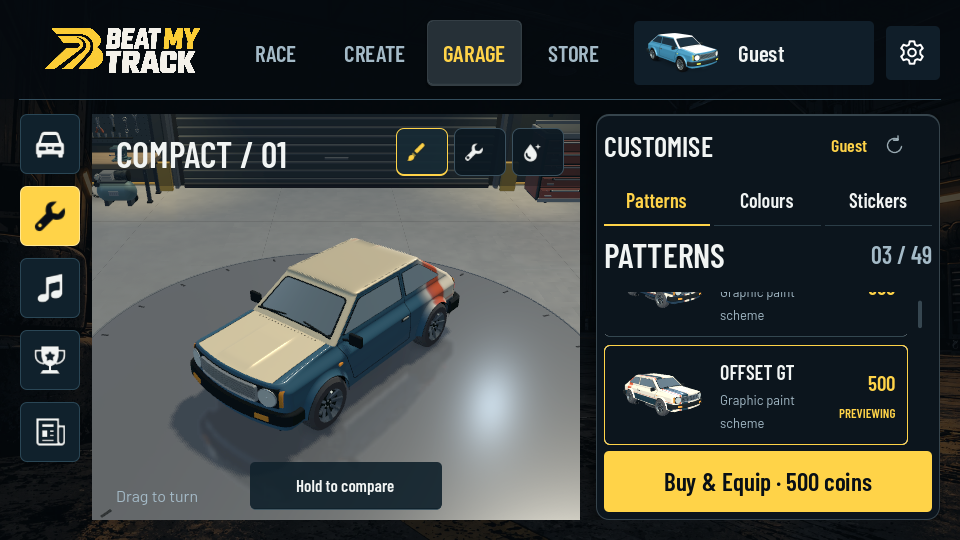 BEAT MY
TRACK
RACE
CREATE
GARAGE
STORE
Guest
COMPACT / 01
Drag to turn
Hold to compare
CUSTOMISE
Guest
Patterns
Colours
Stickers
PATTERNS
03 / 49
Graphic paint
scheme
OFFSET GT
Graphic paint
scheme
500
PREVIEWING
Buy & Equip · 500 coins